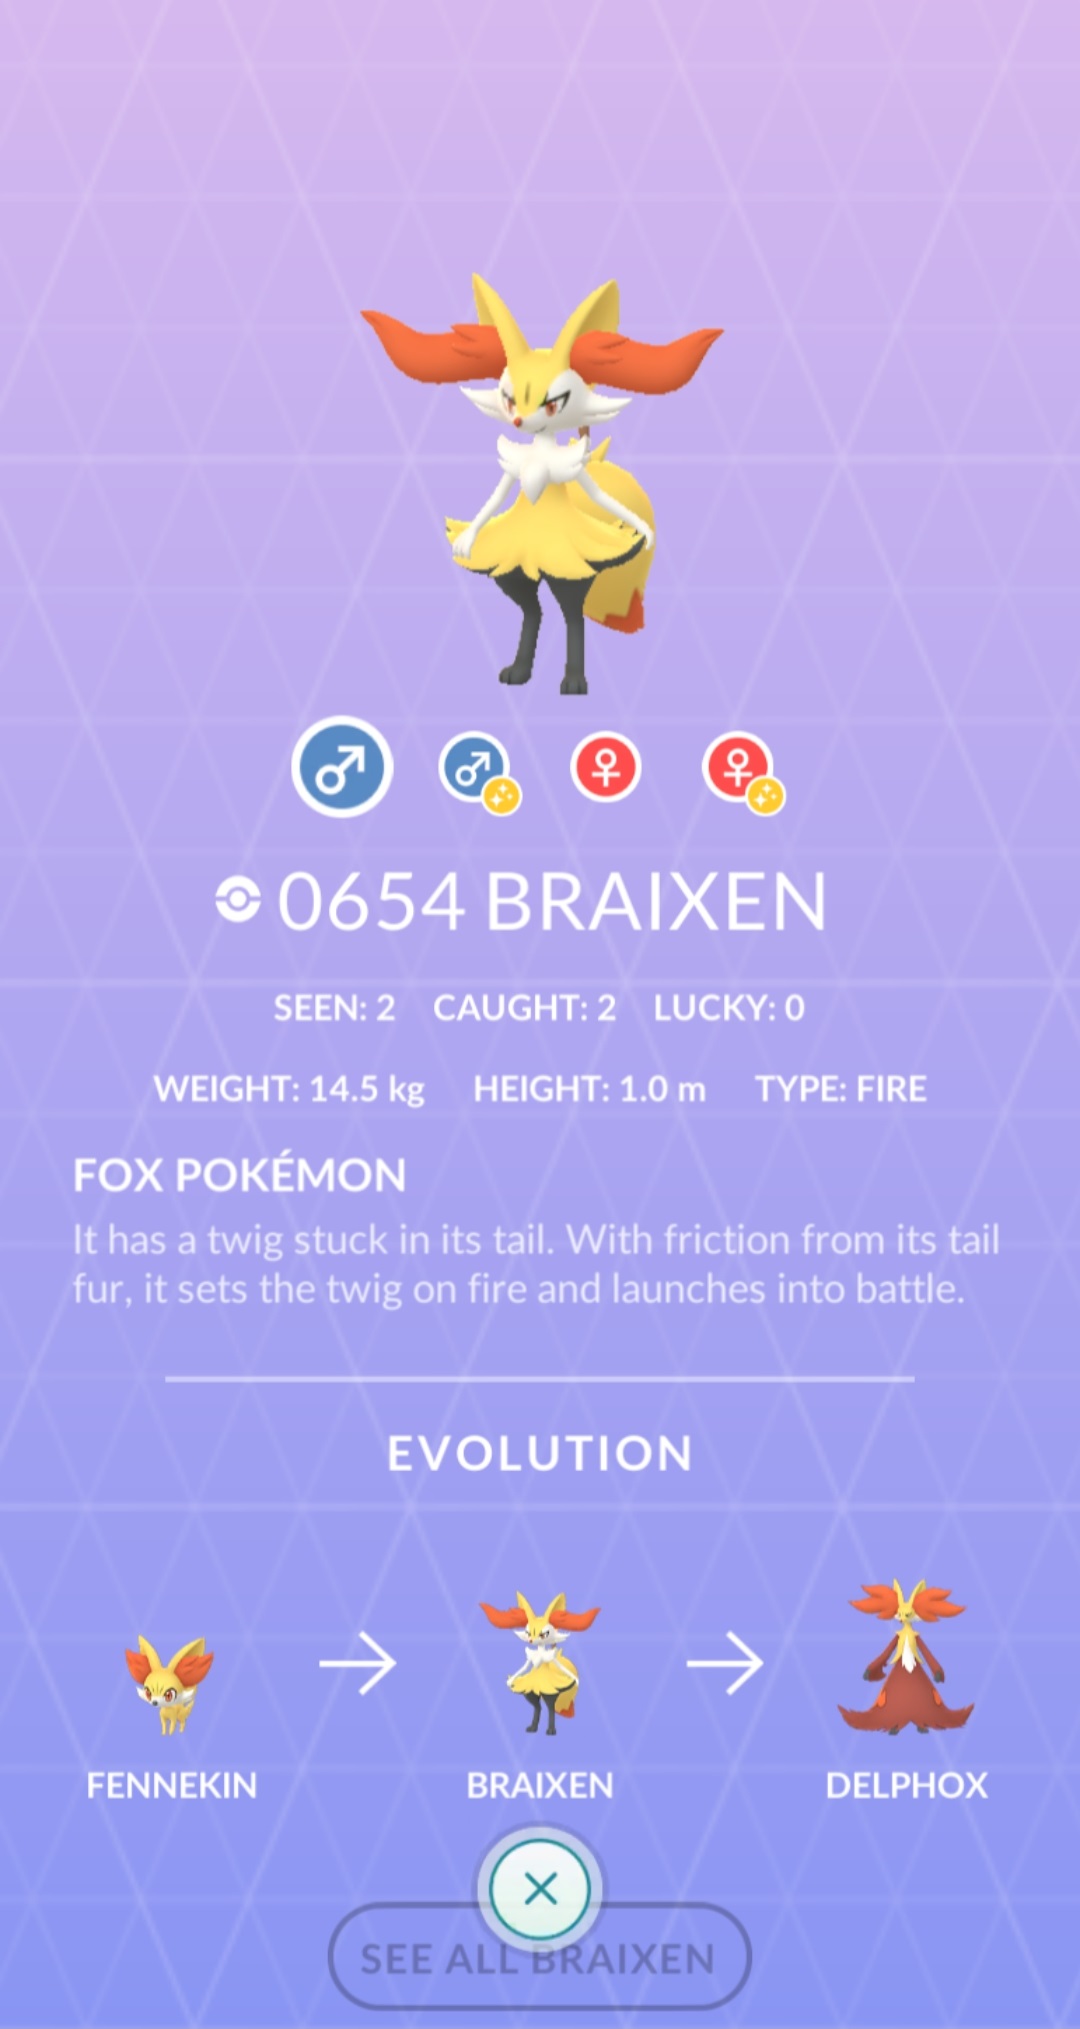 0654 BRAIXEN
SEEN: 2 CAUGHT: 2 LUCKY: 0
WEIGHT: 14.5 kg HEIGHT: 1.0 m TYPE: FIRE
FOX POKÉMON
It has a twig stuck in its tail. With friction from its tail
fur, it sets the twig on fire and launches into battle.
EVOLUTION
FENNEKIN BRAIXEN DELPHOX
SEE ALL BRAIXEN